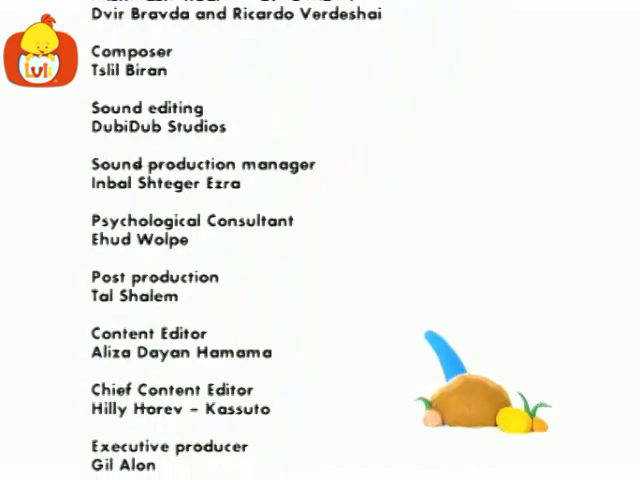 Dvir Bravda and Ricardo Verdeshai
Composer
Tslil Biran
Sound editing
DubiDub Studios
Sound production manager
Inbal Shteger Ezra
Psychological Consultant
Ehud Wolpe
Post production
Tal Shalem
Content Editor
Aliza Dayan Hamama
Chief Content Editor
Hilly Horev - Kassuto
Executive producer
Gil Alon
Luli